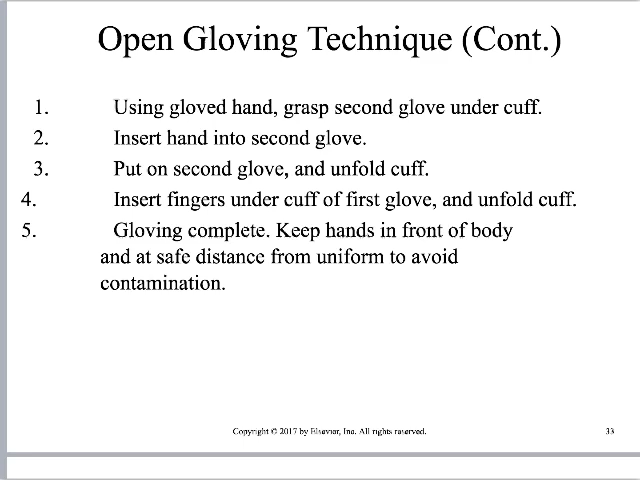 Open Gloving Technique (Cont.)
1. Using gloved hand, grasp second glove under cuff.
2. Insert hand into second glove.
3. Put on second glove, and unfold cuff.
4. Insert fingers under cuff of first glove, and unfold cuff.
5. Gloving complete. Keep hands in front of body
and at safe distance from uniform to avoid
contamination.
Copyright © 2017 by Elsevier, Inc. All rights reserved.
33